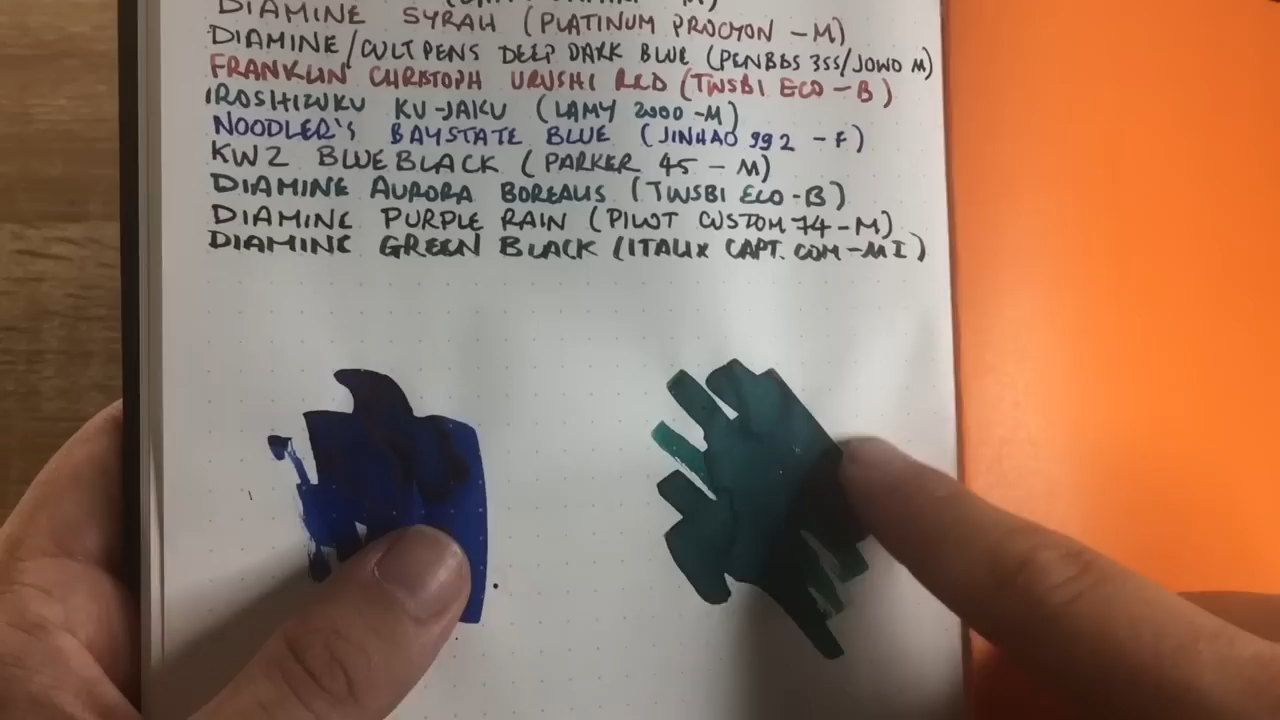 DIAMINE SYRAH (PLATINUM PROCYON - M)
DIAMINE/CULT PENS DEEP DARK BLUE (PENBBS 355/JOWO M)
FRANKLIN CHRISTOPH URUSHI RED (TWSBI ECO - B)
IROSHIZUKU KU-JAKU (LAMY 2000 - M)
NOODLER'S BAYSTATE BLUE (JINHAO 992 - F)
KWZ BLUE BLACK (PARKER 45 - M)
DIAMINE AURORA BOREALIS (TWSBI ECO - B)
DIAMINE PURPLE RAIN (PILOT CUSTOM 74 - M)
DIAMINE GREEN BLACK (ITALIX CAPT. COM - MI)